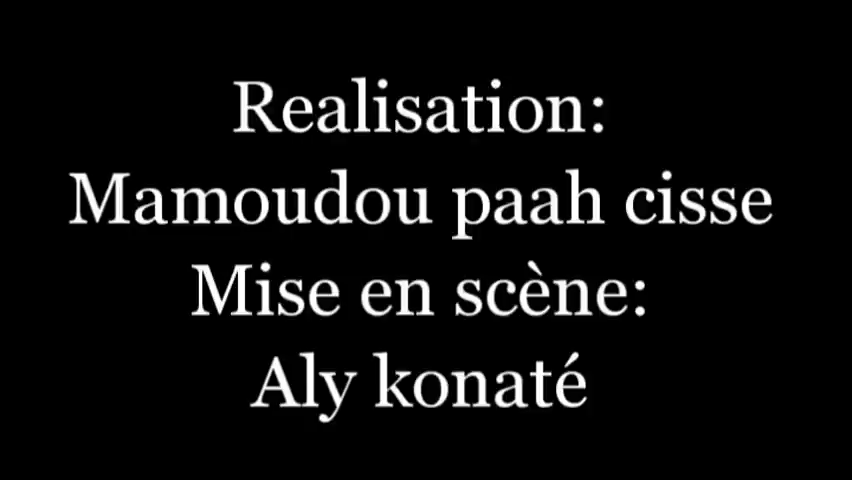 Realisation:
Mamoudou paah cisse
Mise en scène:
Aly konaté